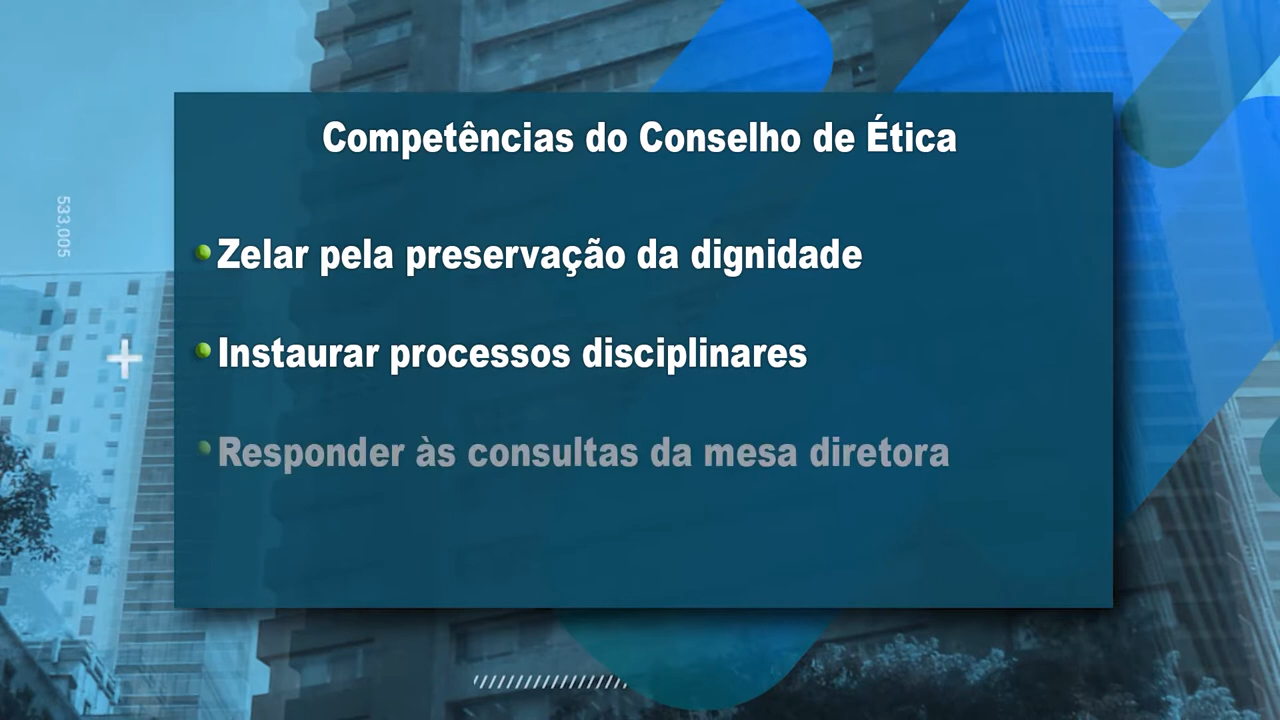 Competências do Conselho de Ética
533,005
Zelar pela preservação da dignidade
Instaurar processos disciplinares
Responder às consultas da mesa diretora